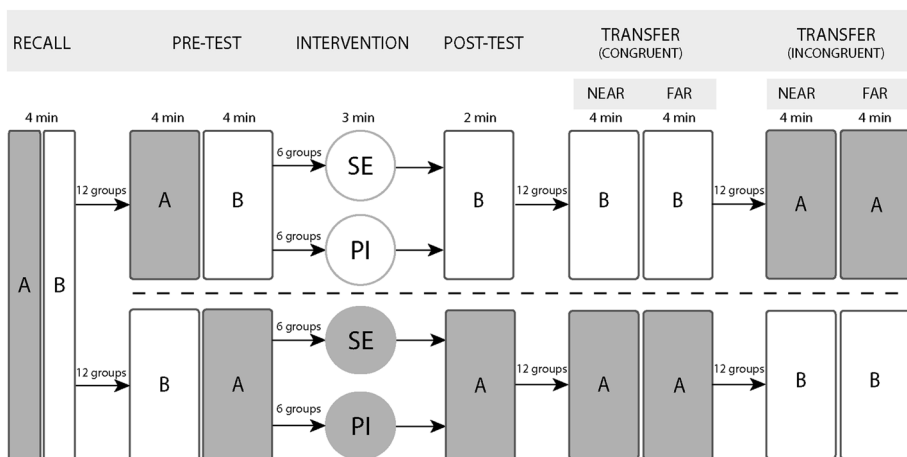 RECALL PRE-TEST INTERVENTION POST-TEST TRANSFER (CONGRUENT) TRANSFER (INCONGRUENT)
NEAR FAR NEAR FAR
4 min 4 min 4 min 3 min 2 min 4 min 4 min 4 min 4 min
6 groups SE
12 groups A B B 12 groups B B 12 groups A A
6 groups PI
A B
6 groups SE
12 groups B A A 12 groups A A 12 groups B B
6 groups PI